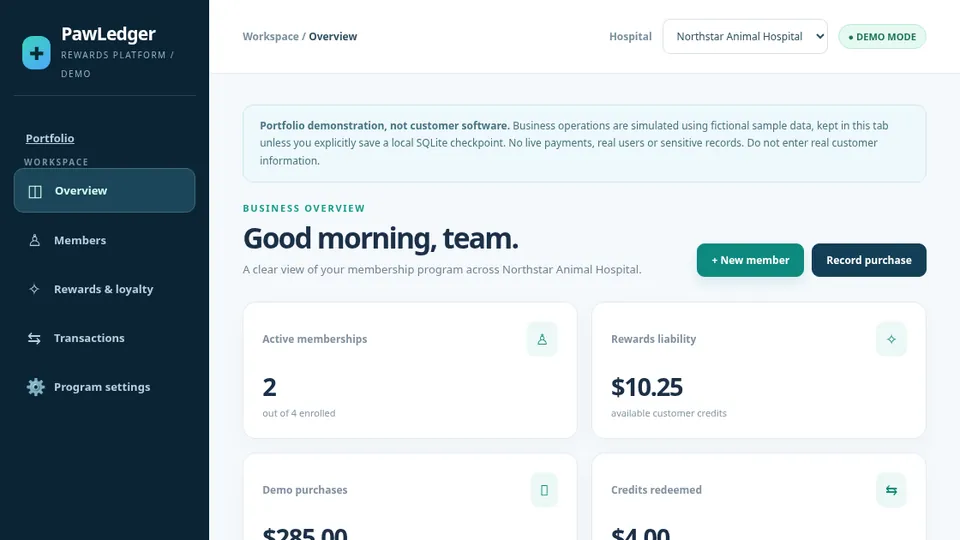 PawLedger
REWARDS PLATFORM /
DEMO
Portfolio
WORKSPACE
Overview
Members
Rewards & loyalty
Transactions
Program settings
Workspace / Overview
Hospital
Northstar Animal Hospital
● DEMO MODE
Portfolio demonstration, not customer software. Business operations are simulated using fictional sample data, kept in this tab
unless you explicitly save a local SQLite checkpoint. No live payments, real users or sensitive records. Do not enter real customer
information.
BUSINESS OVERVIEW
Good morning, team.
A clear view of your membership program across Northstar Animal Hospital.
+ New member
Record purchase
Active memberships
2
out of 4 enrolled
Rewards liability
$10.25
available customer credits
Demo purchases
$285.00
Credits redeemed
$4.00